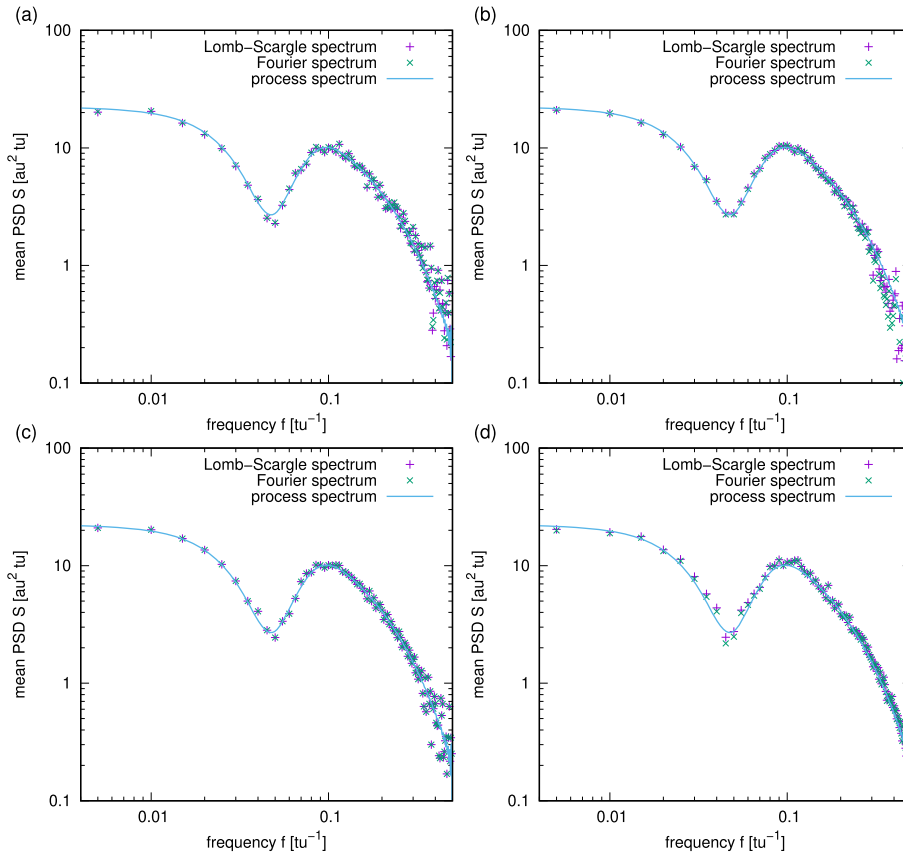 (a)
100
10
1
0.1
0.01
0.1
mean PSD S [au² tu]
frequency f [tu⁻¹]
Lomb−Scargle spectrum
Fourier spectrum
process spectrum
(b)
100
10
1
0.1
0.01
0.1
mean PSD S [au² tu]
frequency f [tu⁻¹]
Lomb−Scargle spectrum
Fourier spectrum
process spectrum
(c)
100
10
1
0.1
0.01
0.1
mean PSD S [au² tu]
frequency f [tu⁻¹]
Lomb−Scargle spectrum
Fourier spectrum
process spectrum
(d)
100
10
1
0.1
0.01
0.1
mean PSD S [au² tu]
frequency f [tu⁻¹]
Lomb−Scargle spectrum
Fourier spectrum
process spectrum